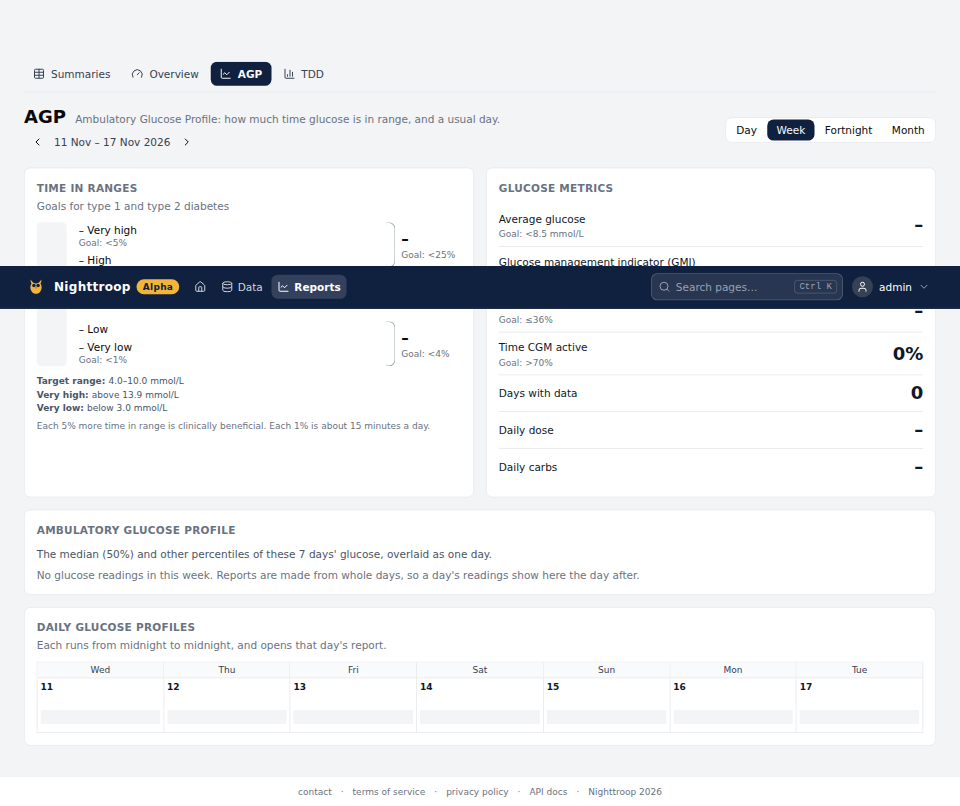 Summaries Overview AGP TDD
AGP Ambulatory Glucose Profile: how much time glucose is in range, and a usual day.
11 Nov – 17 Nov 2026
Day Week Fortnight Month
TIME IN RANGES
Goals for type 1 and type 2 diabetes
– Very high
Goal: <5%
– High
–
Goal: <25%
GLUCOSE METRICS
Average glucose
Goal: <8.5 mmol/L
–
Glucose management indicator (GMI)
Nighttroop Alpha Data Reports Search pages... Ctrl K admin
– Low
– Very low
Goal: <1%
–
Goal: <4%
Target range: 4.0–10.0 mmol/L
Very high: above 13.9 mmol/L
Very low: below 3.0 mmol/L
Each 5% more time in range is clinically beneficial. Each 1% is about 15 minutes a day.
–
Goal: ≤36%
Time CGM active
Goal: >70%
0%
Days with data 0
Daily dose –
Daily carbs –
AMBULATORY GLUCOSE PROFILE
The median (50%) and other percentiles of these 7 days' glucose, overlaid as one day.
No glucose readings in this week. Reports are made from whole days, so a day's readings show here the day after.
DAILY GLUCOSE PROFILES
Each runs from midnight to midnight, and opens that day's report.
Wed Thu Fri Sat Sun Mon Tue
11 12 13 14 15 16 17
contact · terms of service · privacy policy · API docs · Nighttroop 2026